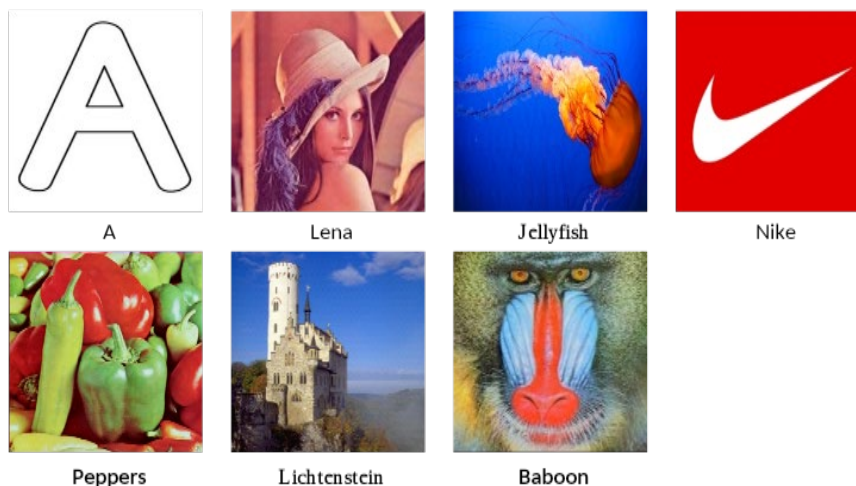 A
A
Lena
Jellyfish
Nike
Peppers
Lichtenstein
Baboon